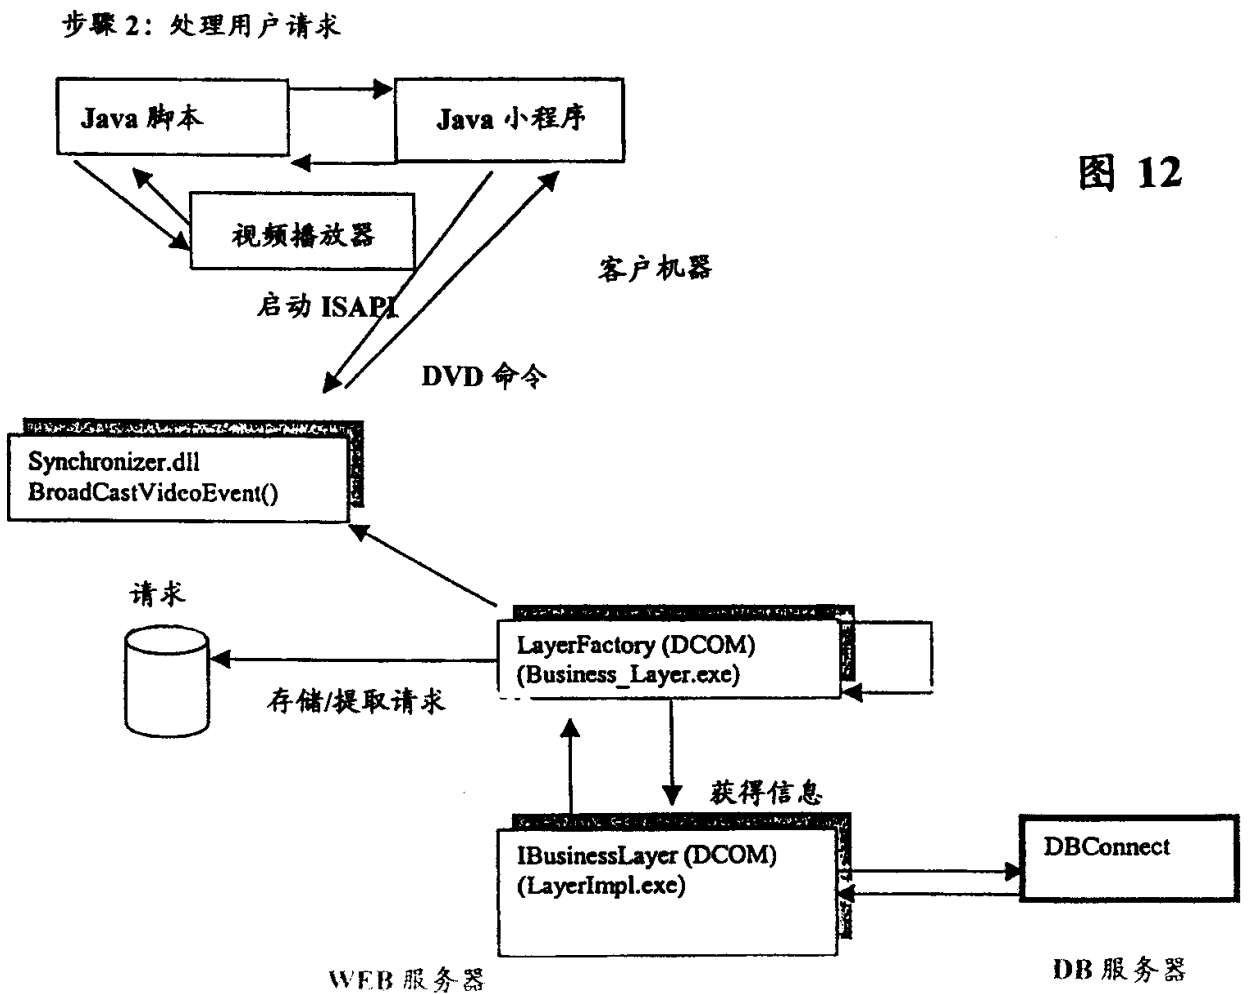 步骤 2：处理用户请求
Java 脚本
Java 小程序
图 12
视频播放器
客户机器
启动 ISAPI
DVD 命令
Synchronizer.dll
BroadCastVideoEvent()
请求
LayerFactory (DCOM)
(Business_Layer.exe)
存储/提取请求
获得信息
IBusinessLayer (DCOM)
(LayerImpl.exe)
DBConnect
WEB 服务器
DB 服务器